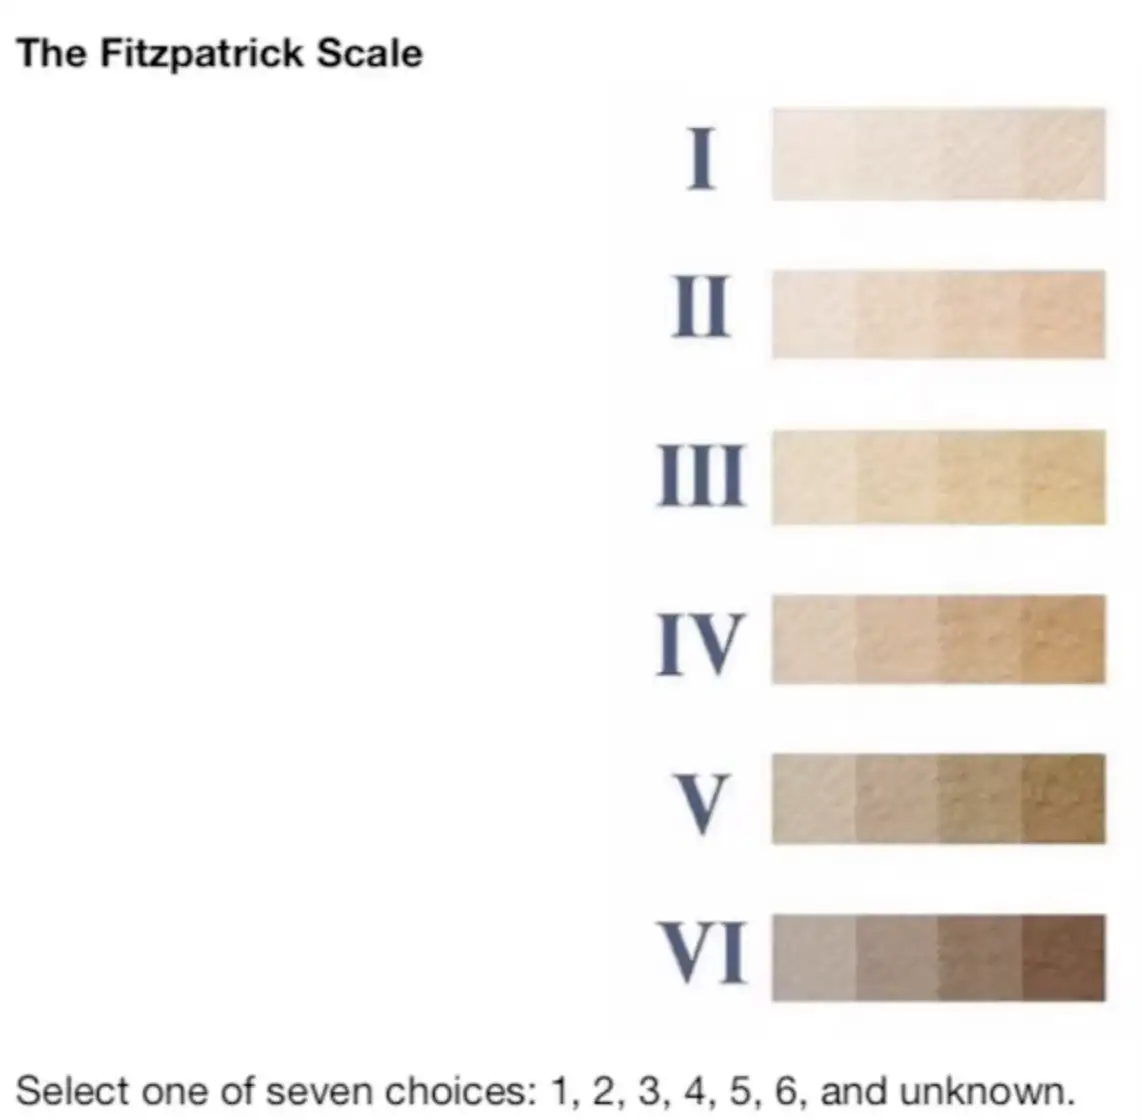 The Fitzpatrick Scale
I
II
III
IV
V
VI
Select one of seven choices: 1, 2, 3, 4, 5, 6, and unknown.